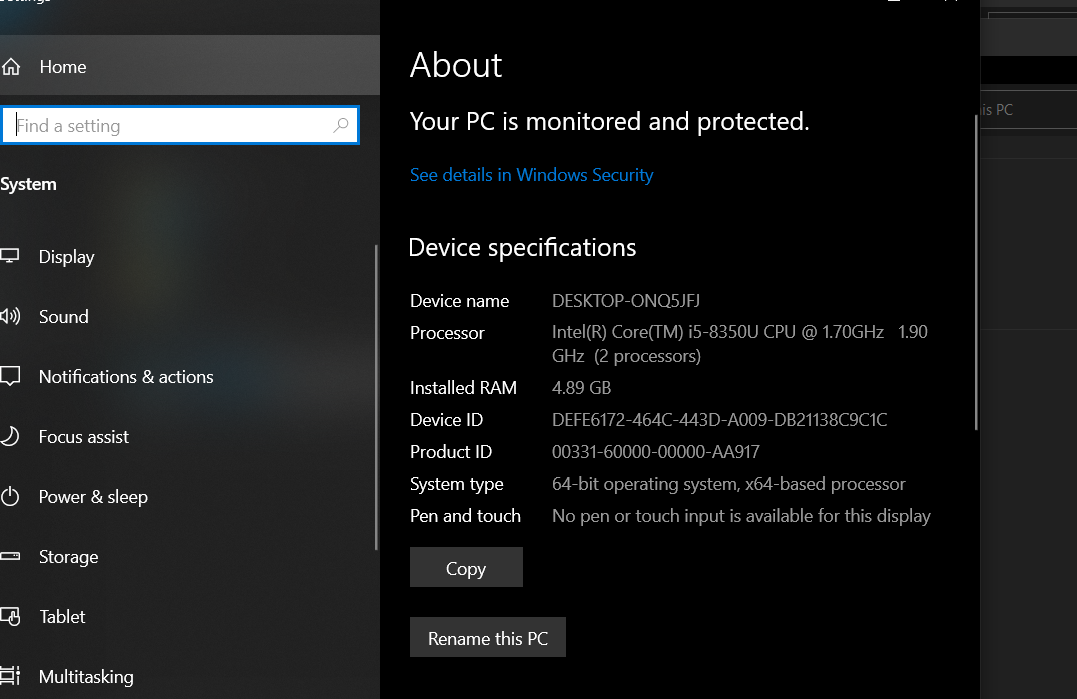 Home
Find a setting
System
Display
Sound
Notifications & actions
Focus assist
Power & sleep
Storage
Tablet
Multitasking
About
Your PC is monitored and protected.
See details in Windows Security
Device specifications
Device name DESKTOP-ONQ5JFJ
Processor Intel(R) Core(TM) i5-8350U CPU @ 1.70GHz 1.90
GHz (2 processors)
Installed RAM 4.89 GB
Device ID DEFE6172-464C-443D-A009-DB21138C9C1C
Product ID 00331-60000-00000-AA917
System type 64-bit operating system, x64-based processor
Pen and touch No pen or touch input is available for this display
Copy
Rename this PC
PC